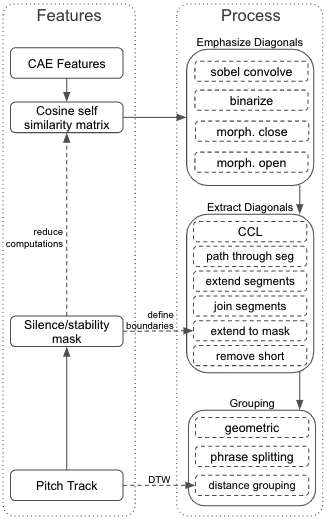 Features
CAE Features
Cosine self
similarity matrix
reduce
computations
Silence/stability
mask
Pitch Track
Process
Emphasize Diagonals
sobel convolve
binarize
morph. close
morph. open
Extract Diagonals
CCL
path through seg
extend segments
join segments
define
boundaries
extend to mask
remove short
Grouping
geometric
phrase splitting
DTW
distance grouping